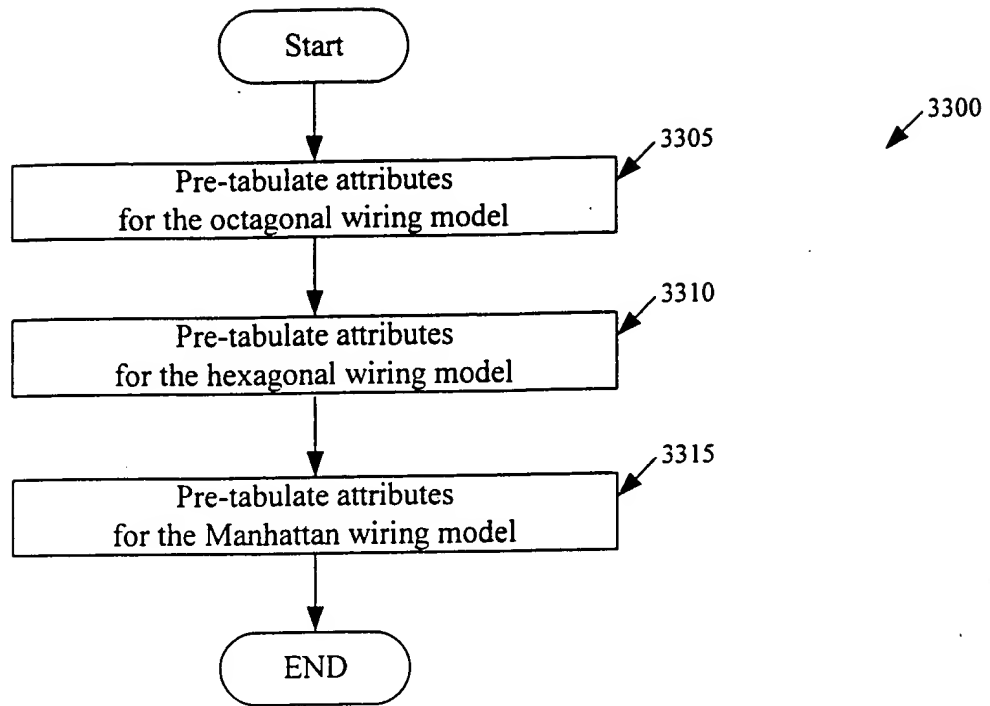 Start
3300
3305
Pre-tabulate attributes
for the octagonal wiring model
3310
Pre-tabulate attributes
for the hexagonal wiring model
3315
Pre-tabulate attributes
for the Manhattan wiring model
END